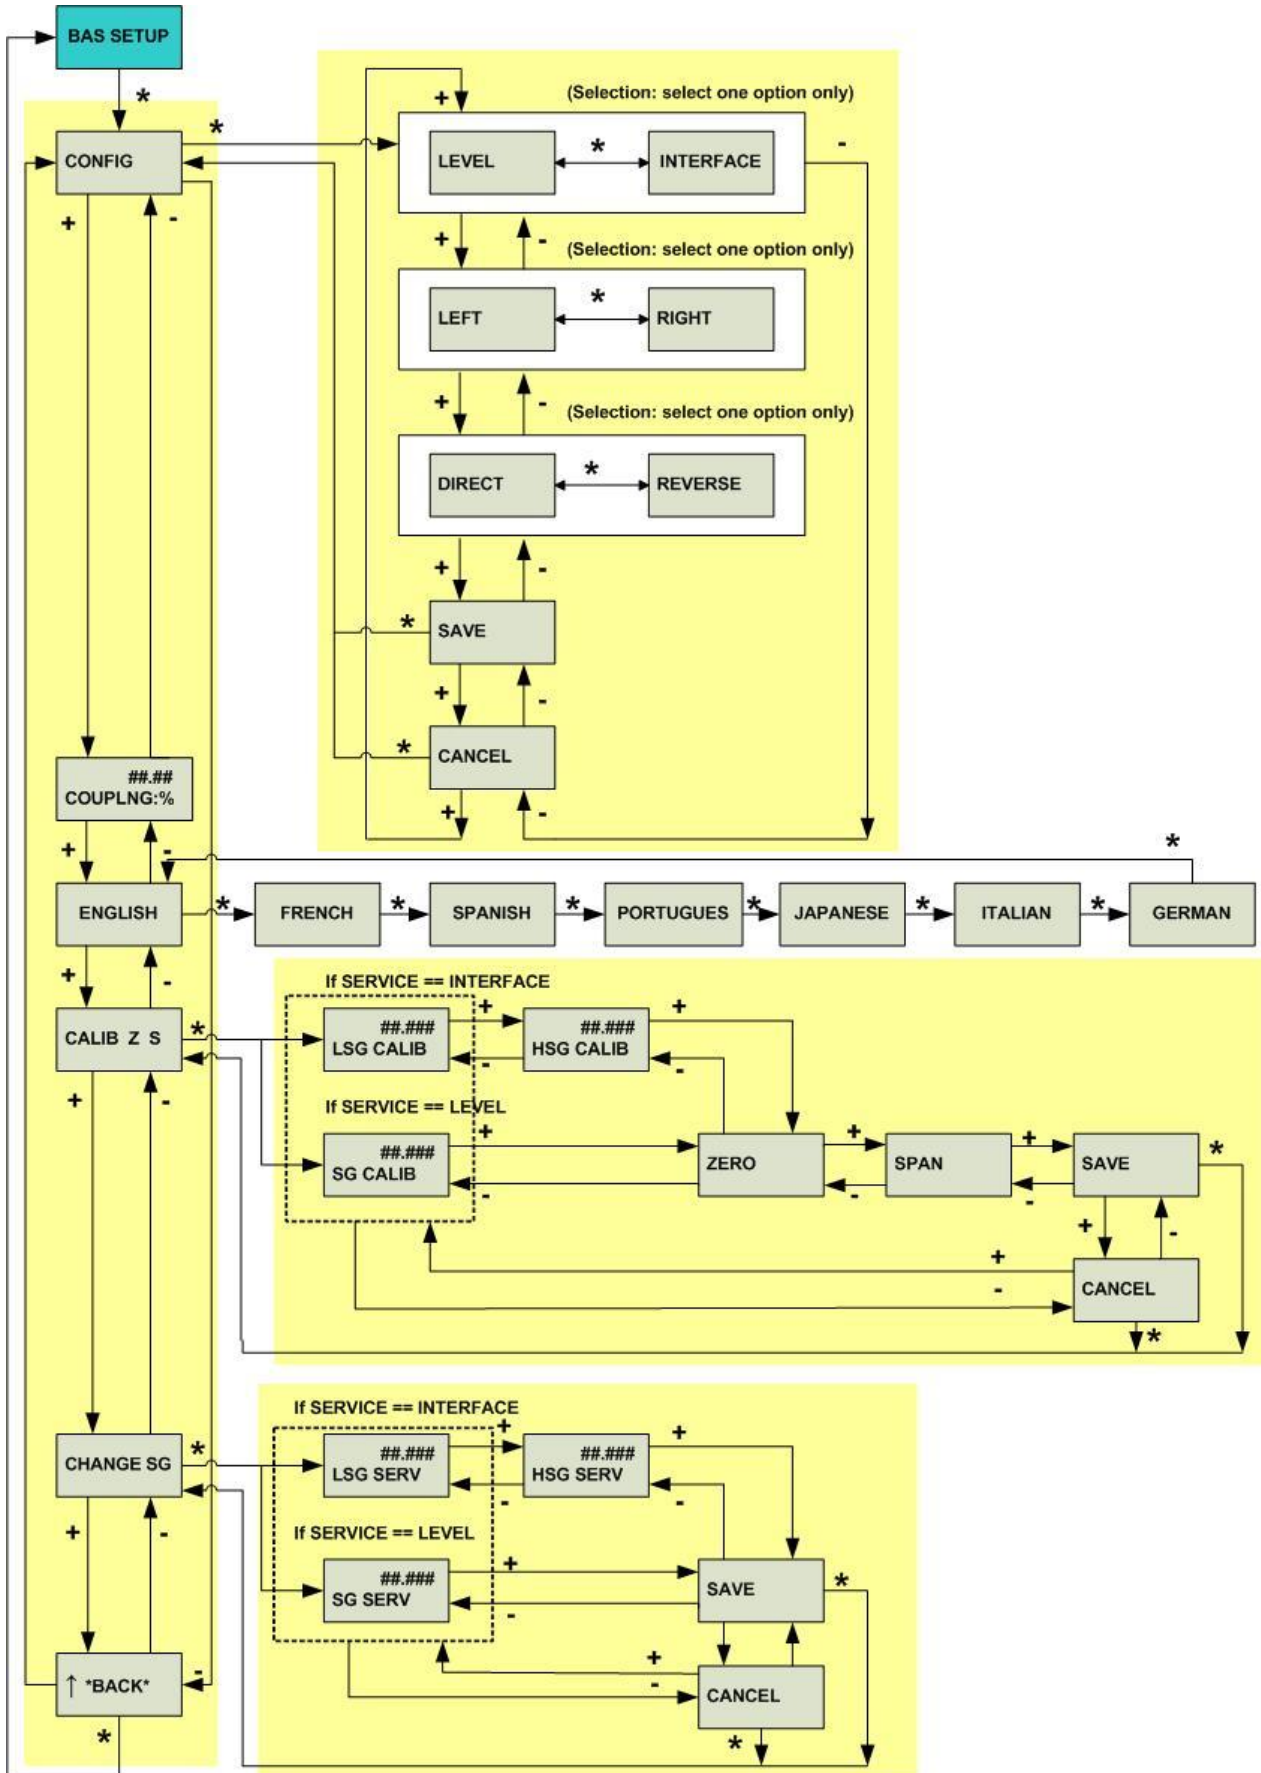 BAS SETUP
*
(Selection: select one option only)
+
*
-
CONFIG
LEVEL
*
INTERFACE
+
-
+
-
(Selection: select one option only)
LEFT
*
RIGHT
+
-
(Selection: select one option only)
DIRECT
*
REVERSE
+
-
*
SAVE
+
-
*
CANCEL
+
-
##.##
COUPLNG:%
+
-
*
ENGLISH
*
FRENCH
*
SPANISH
*
PORTUGUES
*
JAPANESE
*
ITALIAN
*
GERMAN
+
-
If SERVICE == INTERFACE
CALIB Z S
*
##.###
LSG CALIB
+
-
##.###
HSG CALIB
+
-
+
-
If SERVICE == LEVEL
##.###
SG CALIB
+
-
ZERO
+
-
SPAN
+
-
SAVE
*
+
-
+
-
CANCEL
*
If SERVICE == INTERFACE
CHANGE SG
*
##.###
LSG SERV
+
-
##.###
HSG SERV
+
-
+
-
If SERVICE == LEVEL
##.###
SG SERV
+
-
SAVE
*
+
-
CANCEL
*
↑ *BACK*
-
*